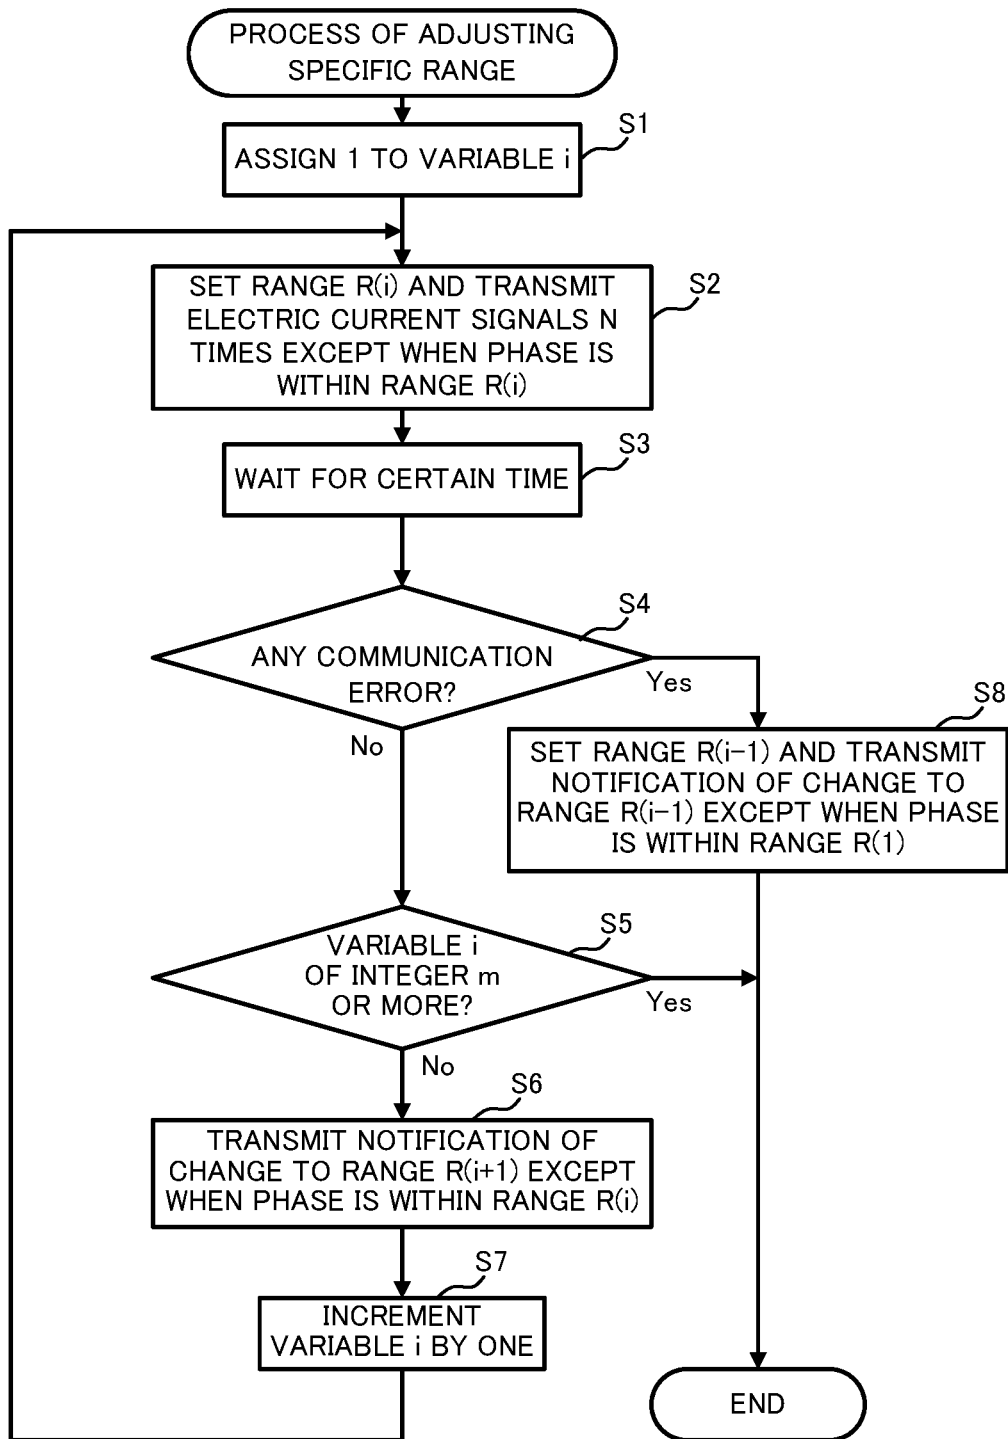 PROCESS OF ADJUSTING
SPECIFIC RANGE
S1
ASSIGN 1 TO VARIABLE i
S2
SET RANGE R(i) AND TRANSMIT
ELECTRIC CURRENT SIGNALS N
TIMES EXCEPT WHEN PHASE IS
WITHIN RANGE R(i)
S3
WAIT FOR CERTAIN TIME
S4
ANY COMMUNICATION
ERROR?
Yes
No
S8
SET RANGE R(i-1) AND TRANSMIT
NOTIFICATION OF CHANGE TO
RANGE R(i-1) EXCEPT WHEN PHASE
IS WITHIN RANGE R(1)
S5
VARIABLE i
OF INTEGER m
OR MORE?
Yes
No
S6
TRANSMIT NOTIFICATION OF
CHANGE TO RANGE R(i+1) EXCEPT
WHEN PHASE IS WITHIN RANGE R(i)
S7
INCREMENT
VARIABLE i BY ONE
END